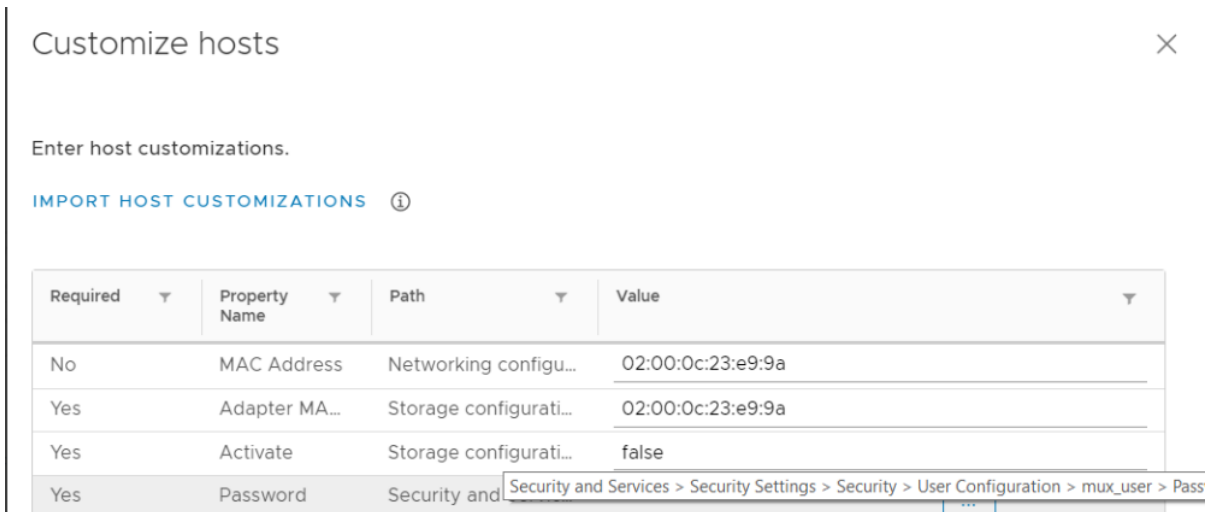 Customize hosts
Enter host customizations.
IMPORT HOST CUSTOMIZATIONS
Required Property Name Path Value
No MAC Address Networking configu... 02:00:0c:23:e9:9a
Yes Adapter MA... Storage configurati... 02:00:0c:23:e9:9a
Yes Activate Storage configurati... false
Yes Password Security and
Security and Services > Security Settings > Security > User Configuration > mux_user > Pass
...